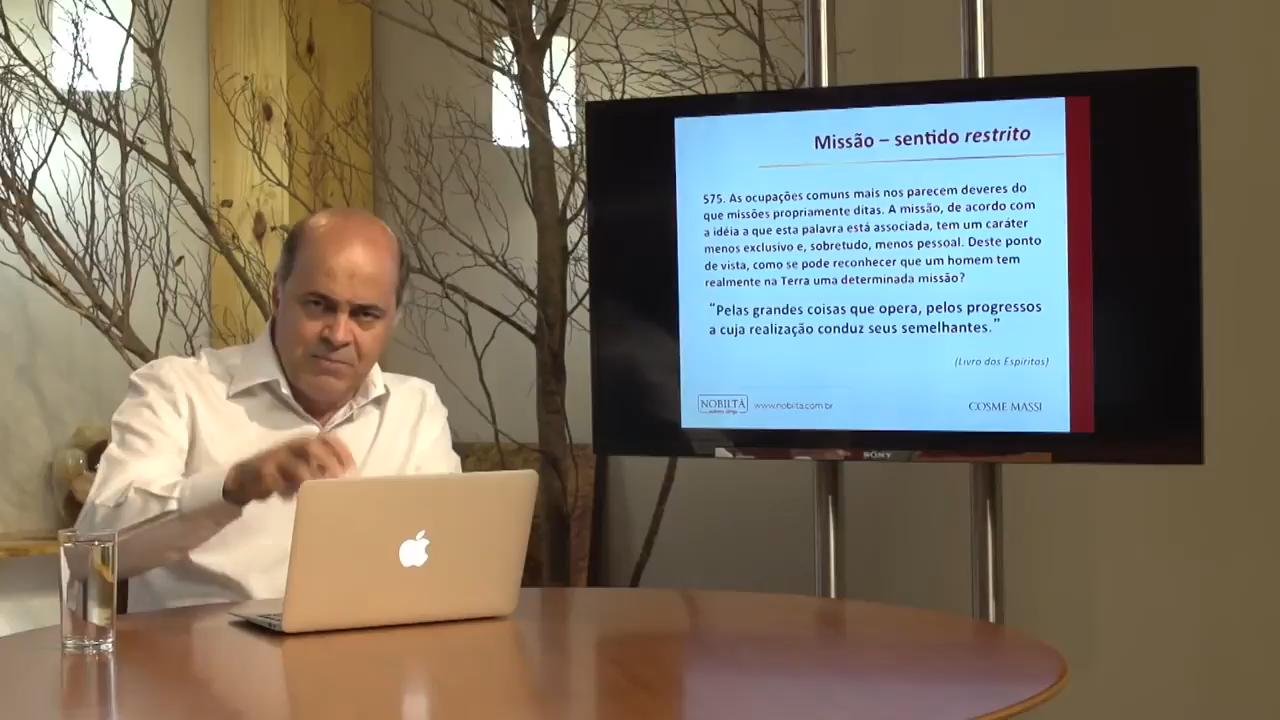 Missão – sentido restrito
575. As ocupações comuns mais nos parecem deveres do
que missões propriamente ditas. A missão, de acordo com
a idéia a que esta palavra está associada, tem um caráter
menos exclusivo e, sobretudo, menos pessoal. Deste ponto
de vista, como se pode reconhecer que um homem tem
realmente na Terra uma determinada missão?
“Pelas grandes coisas que opera, pelos progressos
a cuja realização conduz seus semelhantes.”
(Livro dos Espíritos)
NOBILTÀ
www.nobilta.com.br
COSME MASSI
SONY